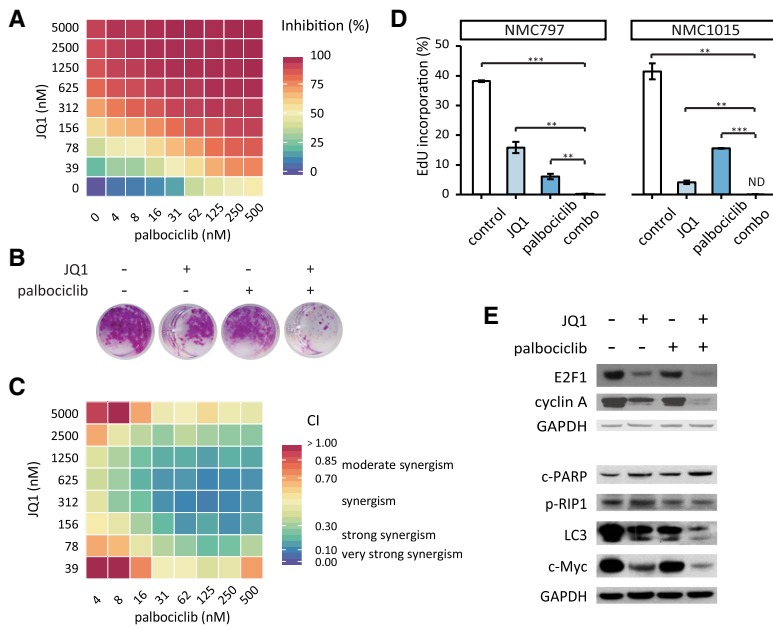 A
JQ1 (nM)
5000
2500
1250
625
312
156
78
39
0
0 4 8 16 31 62 125 250 500
palbociclib (nM)
Inhibition (%)
100
75
50
25
0
B
JQ1 - + - +
palbociclib - - + +
C
JQ1 (nM)
5000
2500
1250
625
312
156
78
39
4 8 16 31 62 125 250 500
palbociclib (nM)
CI
> 1.00
0.85
0.70
0.30
0.10
0.00
moderate synergism
synergism
strong synergism
very strong synergism
D
NMC797
EdU incorporation (%)
50
40
30
20
10
0
***
**
**
control JQ1 palbociclib combo
NMC1015
**
**
***
ND
control JQ1 palbociclib combo
E
JQ1 - + - +
palbociclib - - + +
E2F1
cyclin A
GAPDH
c-PARP
p-RIP1
LC3
c-Myc
GAPDH